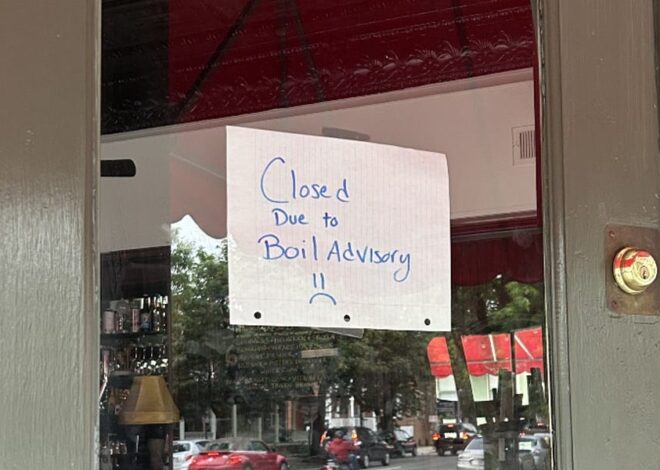 Closed
Due to
Boil Advisory